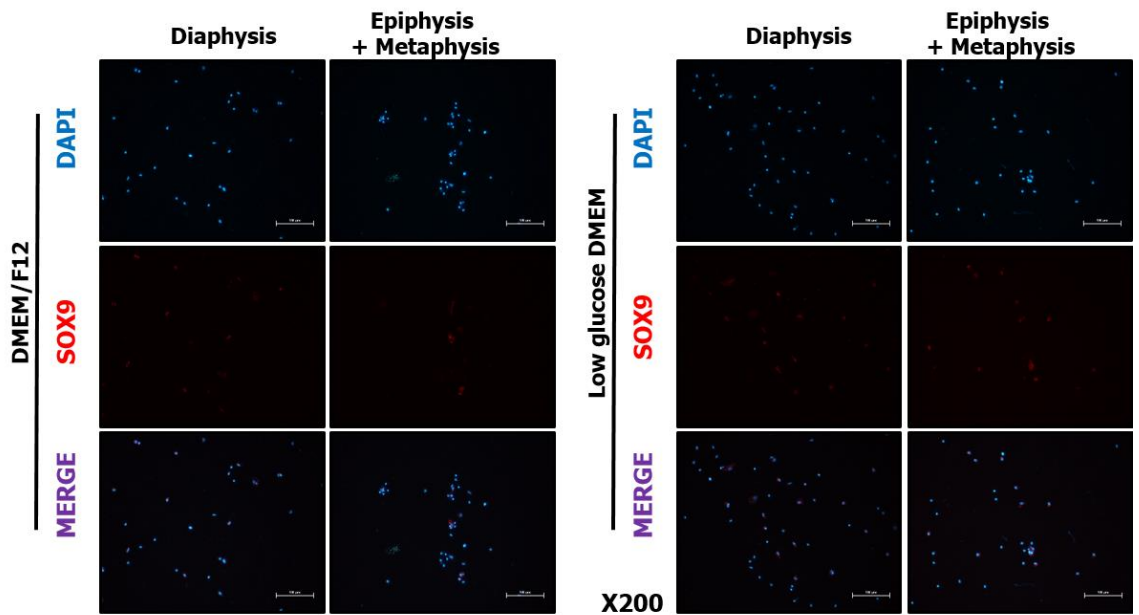 Diaphysis
Epiphysis
+ Metaphysis
Diaphysis
Epiphysis
+ Metaphysis
DMEM/F12
DAPI
SOX9
MERGE
Low glucose DMEM
DAPI
SOX9
MERGE
X200